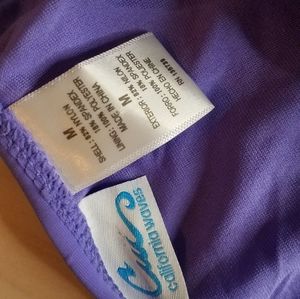 M
SHELL: 82% NYLON
18% SPANDEX
LINING: 100% POLYESTER
MADE IN CHINA
M
EXTERIOR: 82% NILON
18% SPANDEX
FORRO: 100% POLIESTER
HECHO EN CHINE
california waves